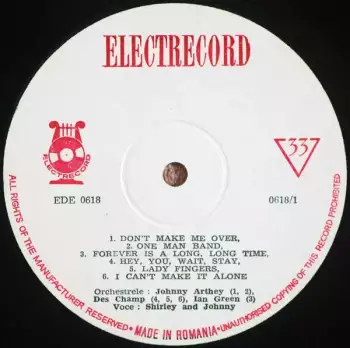 ELECTRECORD
ELECTRECORD
33
EDE 0618
0618/1
1. DON'T MAKE ME OVER,
2. ONE MAN BAND,
3. FOREVER IS A LONG, LONG TIME,
4. HEY, YOU, WAIT, STAY,
5. LADY FINGERS,
6. I CAN'T MAKE IT ALONE
Orchestrele : Johnny Arthey (1, 2),
Des Champ (4, 5, 6), Ian Green (3)
Voce : Shirley and Johnny
ALL RIGHTS OF THE MANUFACTURER RESERVED • MADE IN ROMANIA • UNAUTHORISED COPYING OF THIS RECORD PROHIBITED